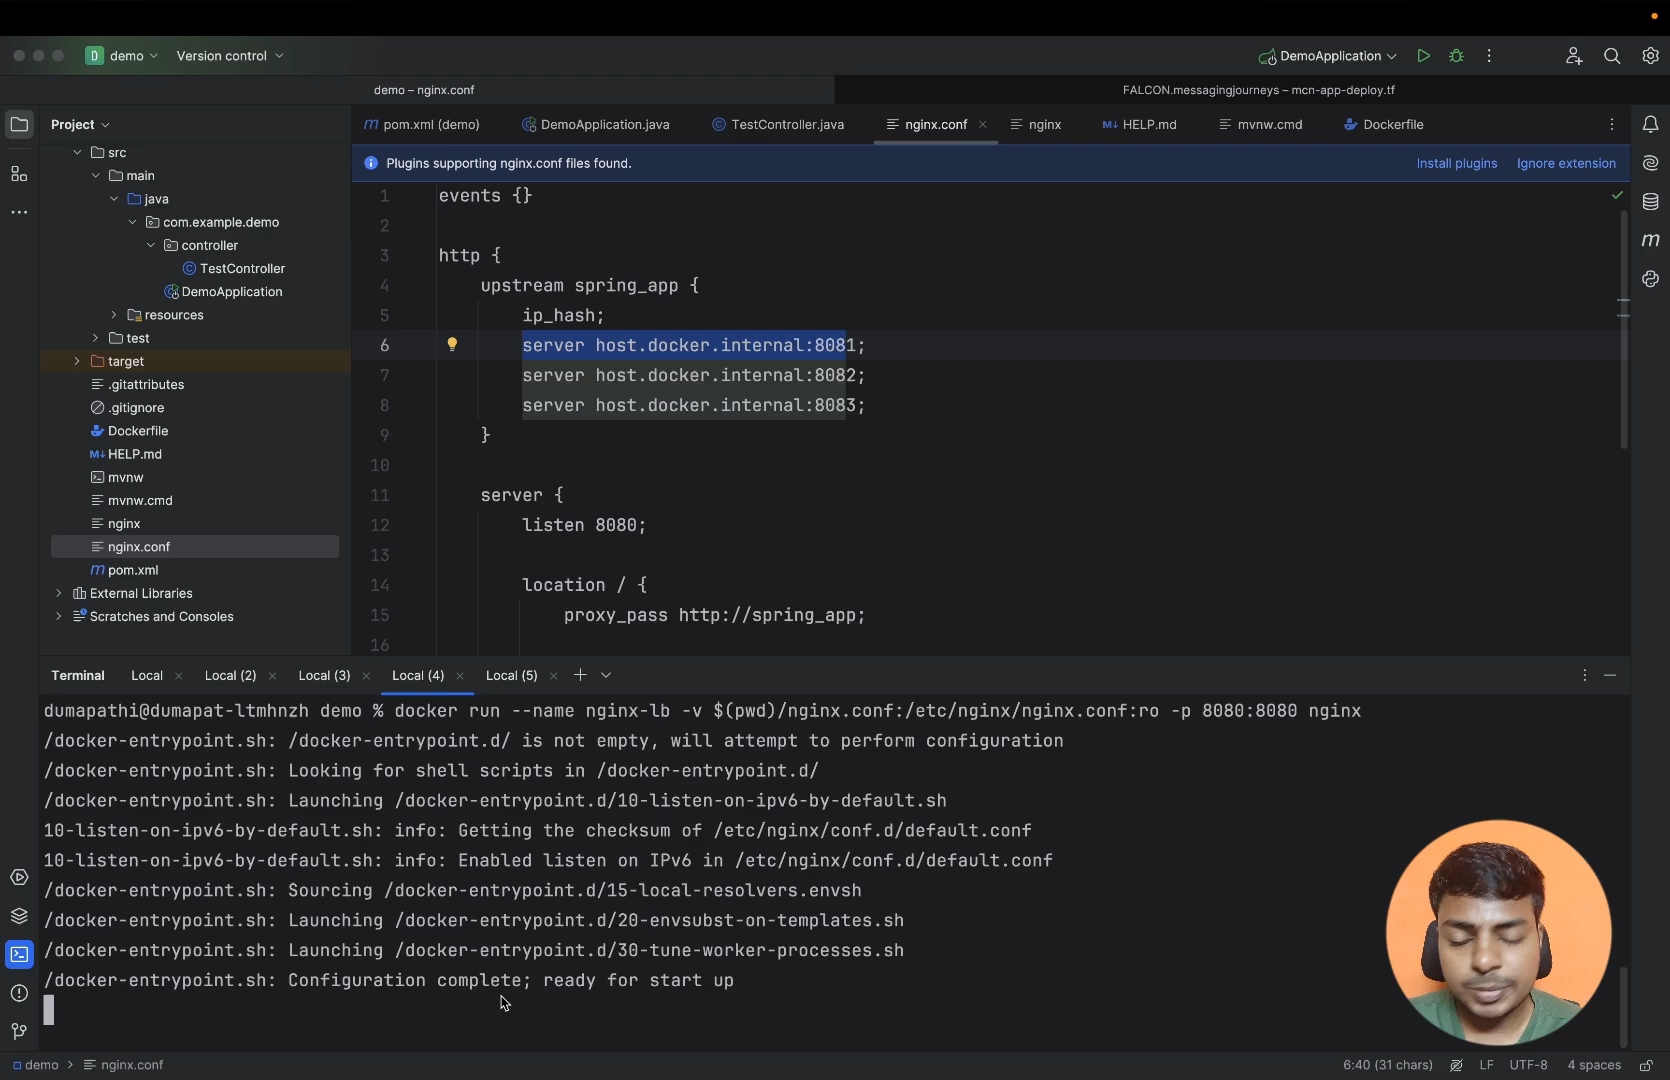 D demo Version control DemoApplication
demo – nginx.conf FALCON.messagingjourneys – mcn-app-deploy.tf
Project
src
main
java
com.example.demo
controller
TestController
DemoApplication
resources
test
target
.gitattributes
.gitignore
Dockerfile
HELP.md
mvnw
mvnw.cmd
nginx
nginx.conf
pom.xml
External Libraries
Scratches and Consoles
pom.xml (demo) DemoApplication.java TestController.java nginx.conf nginx HELP.md mvnw.cmd Dockerfile
Plugins supporting nginx.conf files found. Install plugins Ignore extension
1 events {}
2
3 http {
4 upstream spring_app {
5 ip_hash;
6 server host.docker.internal:8081;
7 server host.docker.internal:8082;
8 server host.docker.internal:8083;
9 }
10
11 server {
12 listen 8080;
13
14 location / {
15 proxy_pass http://spring_app;
16
Terminal Local Local (2) Local (3) Local (4) Local (5)
dumapathi@dumapat-ltmhnzh demo % docker run --name nginx-lb -v $(pwd)/nginx.conf:/etc/nginx/nginx.conf:ro -p 8080:8080 nginx
/docker-entrypoint.sh: /docker-entrypoint.d/ is not empty, will attempt to perform configuration
/docker-entrypoint.sh: Looking for shell scripts in /docker-entrypoint.d/
/docker-entrypoint.sh: Launching /docker-entrypoint.d/10-listen-on-ipv6-by-default.sh
10-listen-on-ipv6-by-default.sh: info: Getting the checksum of /etc/nginx/conf.d/default.conf
10-listen-on-ipv6-by-default.sh: info: Enabled listen on IPv6 in /etc/nginx/conf.d/default.conf
/docker-entrypoint.sh: Sourcing /docker-entrypoint.d/15-local-resolvers.envsh
/docker-entrypoint.sh: Launching /docker-entrypoint.d/20-envsubst-on-templates.sh
/docker-entrypoint.sh: Launching /docker-entrypoint.d/30-tune-worker-processes.sh
/docker-entrypoint.sh: Configuration complete; ready for start up
demo nginx.conf 6:40 (31 chars) LF UTF-8 4 spaces